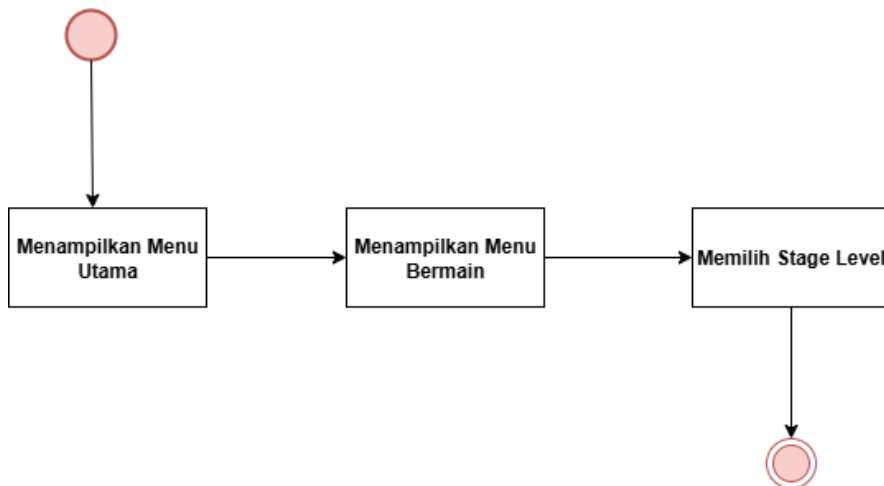 Menampilkan Menu
Utama
Menampilkan Menu
Bermain
Memilih Stage Level